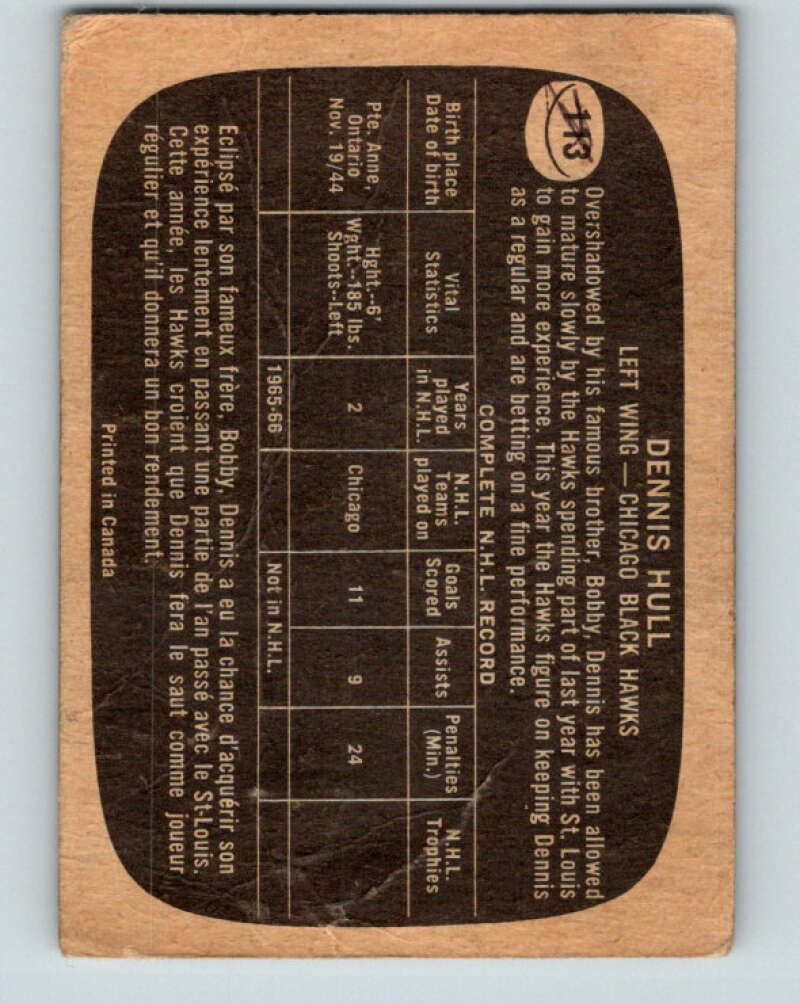 113
DENNIS HULL
LEFT WING — CHICAGO BLACK HAWKS
Overshadowed by his famous brother, Bobby, Dennis has been allowed
to mature slowly by the Hawks spending part of last year with St. Louis
to gain more experience. This year the Hawks figure on keeping Dennis
as a regular and are betting on a fine performance.
COMPLETE N.H.L. RECORD
Birth place
Date of birth
Vital
Statistics
Years
played
in N.H.L.
N.H.L.
Teams
played on
Goals
Scored
Assists
Penalties
(Min.)
N.H.L.
Trophies
Pte. Anne,
Ontario
Nov. 19/44
Hght.--6'
Wght.--185 lbs.
Shoots--Left
2
Chicago
11
9
24
1965-66
Not in N.H.L.
Eclipsé par son fameux frère, Bobby, Dennis a eu la chance d'acquérir son
expérience lentement en passant une partie de l'an passé avec le St-Louis.
Cette année, les Hawks croient que Dennis fera le saut comme joueur
régulier et qu'il donnera un bon rendement.
Printed in Canada